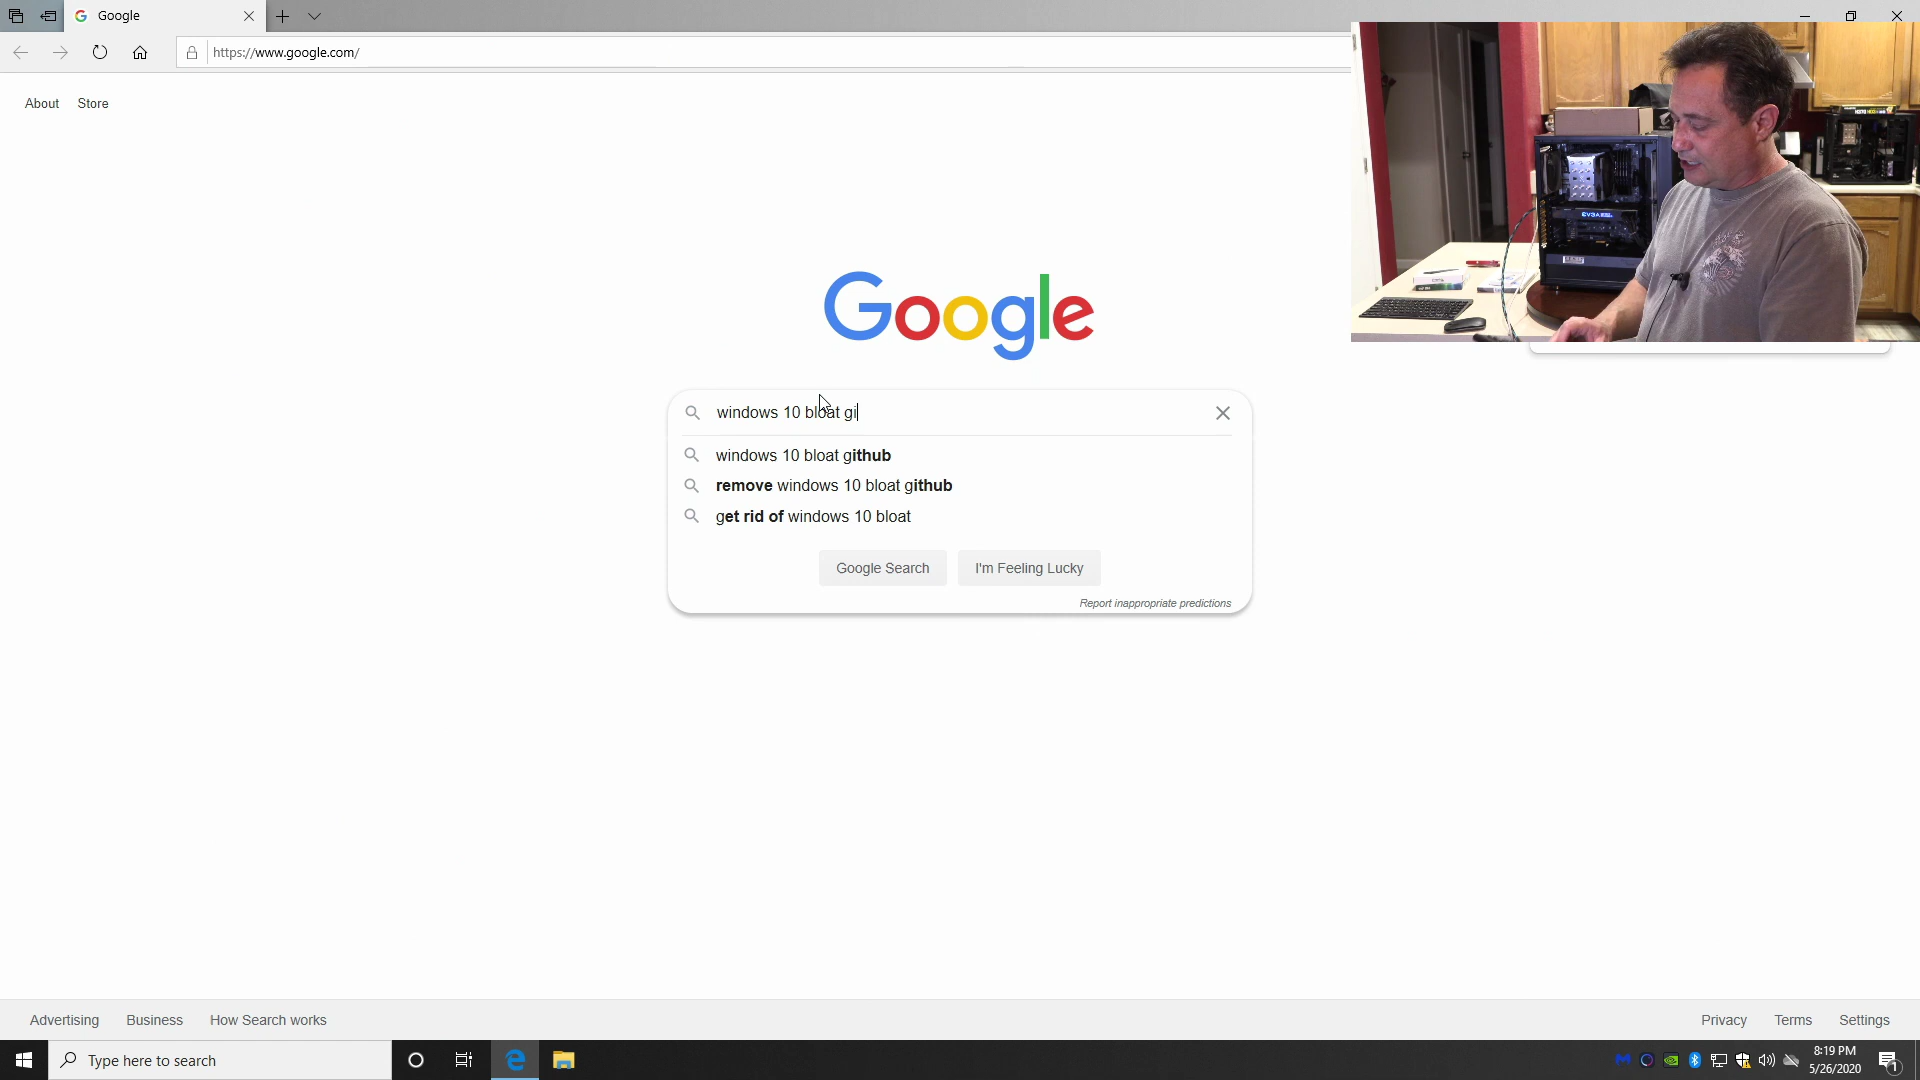 Google
https://www.google.com/
About Store
Google
windows 10 bloat gi
windows 10 bloat github
remove windows 10 bloat github
get rid of windows 10 bloat
Google Search I'm Feeling Lucky
Report inappropriate predictions
EVGA
Advertising Business How Search works
Privacy Terms Settings
Type here to search
8:19 PM
5/26/2020
1